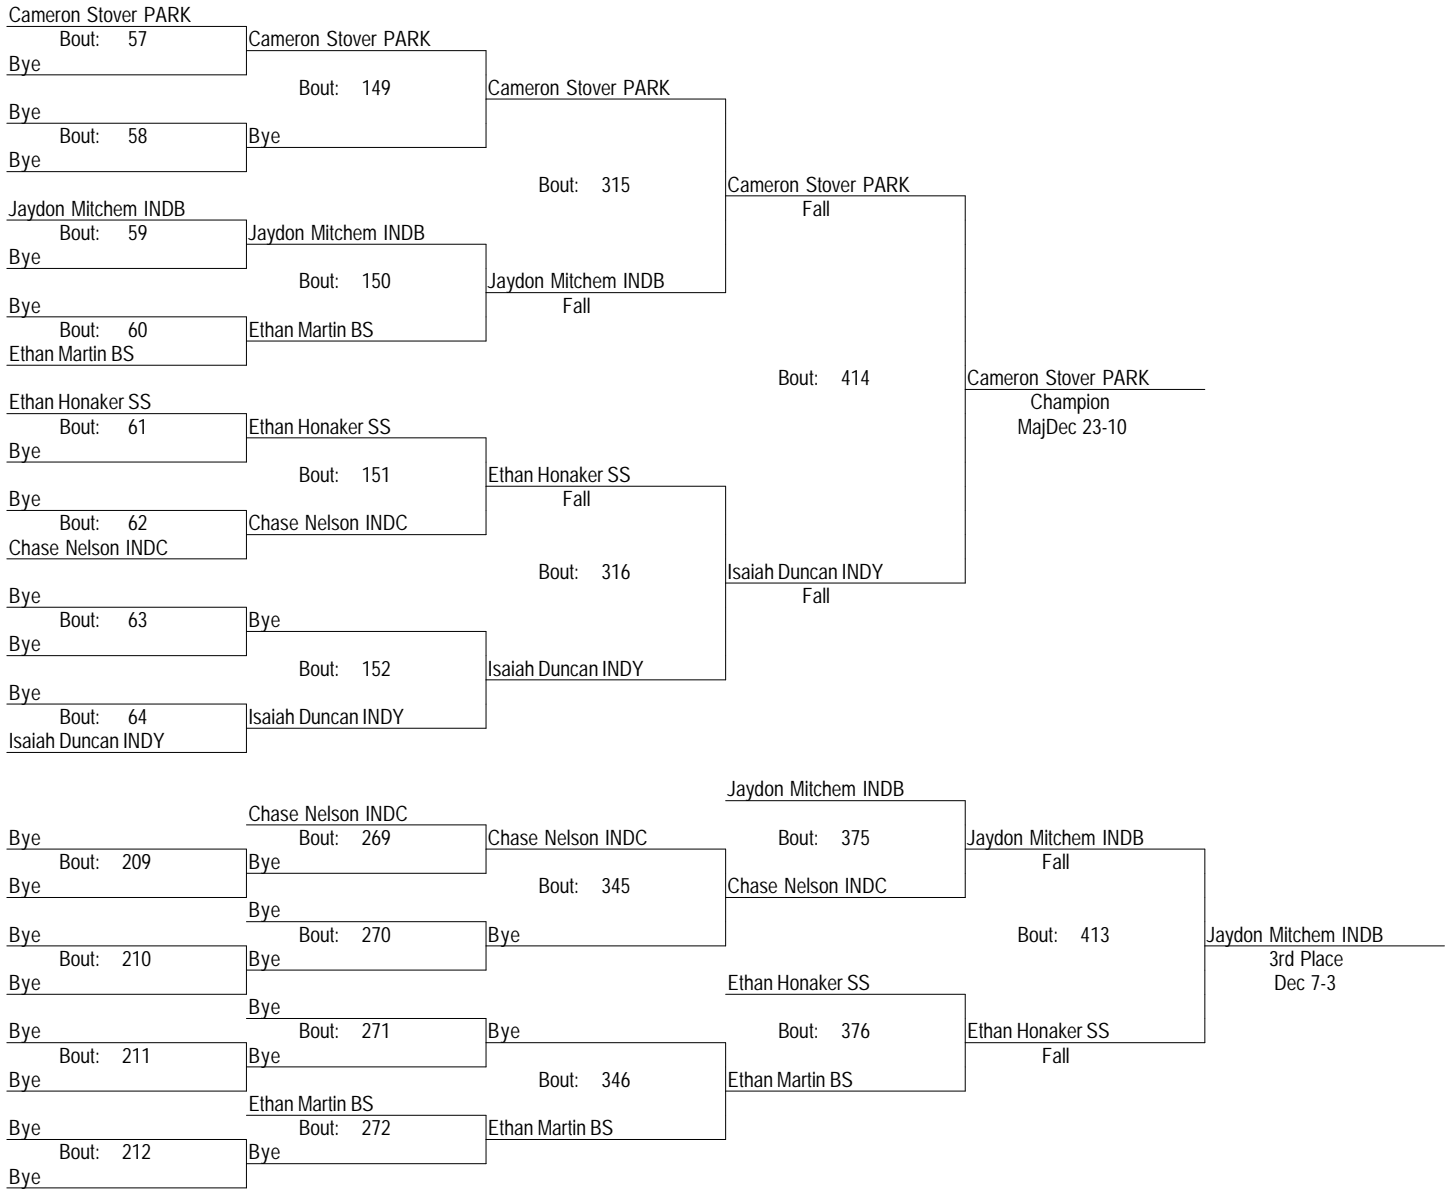 Cameron Stover PARK
Bout: 57 Cameron Stover PARK
Bye
Bout: 149 Cameron Stover PARK
Bye
Bout: 58 Bye
Bye
Bout: 315 Cameron Stover PARK
Jaydon Mitchem INDB Fall
Bout: 59 Jaydon Mitchem INDB
Bye
Bout: 150 Jaydon Mitchem INDB
Bye Fall
Bout: 60 Ethan Martin BS
Ethan Martin BS
Bout: 414 Cameron Stover PARK
Ethan Honaker SS Champion
Bout: 61 Ethan Honaker SS MajDec 23-10
Bye
Bout: 151 Ethan Honaker SS
Bye Fall
Bout: 62 Chase Nelson INDC
Chase Nelson INDC
Bout: 316 Isaiah Duncan INDY
Bye Fall
Bout: 63 Bye
Bye
Bout: 152 Isaiah Duncan INDY
Bye
Bout: 64 Isaiah Duncan INDY
Isaiah Duncan INDY
Jaydon Mitchem INDB
Chase Nelson INDC
Bye Bout: 269 Chase Nelson INDC Bout: 375 Jaydon Mitchem INDB
Bout: 209 Bye Fall
Bye Bout: 345 Chase Nelson INDC
Bye
Bye Bout: 270 Bye Bout: 413 Jaydon Mitchem INDB
Bout: 210 Bye 3rd Place
Bye Ethan Honaker SS Dec 7-3
Bye
Bye Bout: 271 Bye Bout: 376 Ethan Honaker SS
Bout: 211 Bye Fall
Bye Bout: 346 Ethan Martin BS
Ethan Martin BS
Bye Bout: 272 Ethan Martin BS
Bout: 212 Bye
Bye